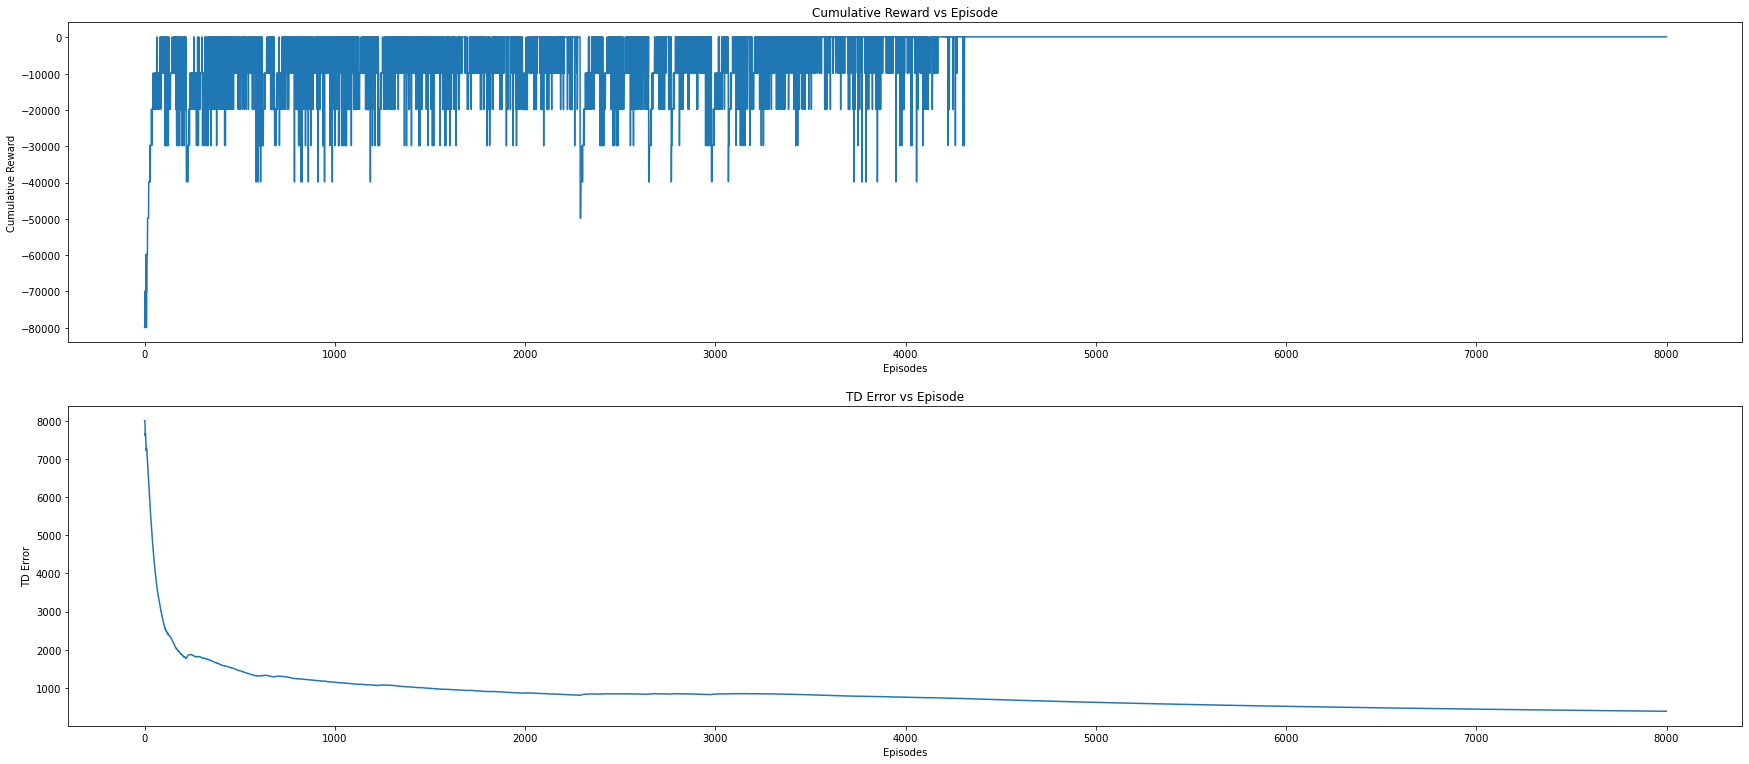 Cumulative Reward vs Episode
0
−10000
−20000
−30000
−40000
−50000
−60000
−70000
−80000
Cumulative Reward
0 1000 2000 3000 4000 5000 6000 7000 8000
Episodes
TD Error vs Episode
8000
7000
6000
5000
4000
3000
2000
1000
TD Error
0 1000 2000 3000 4000 5000 6000 7000 8000
Episodes